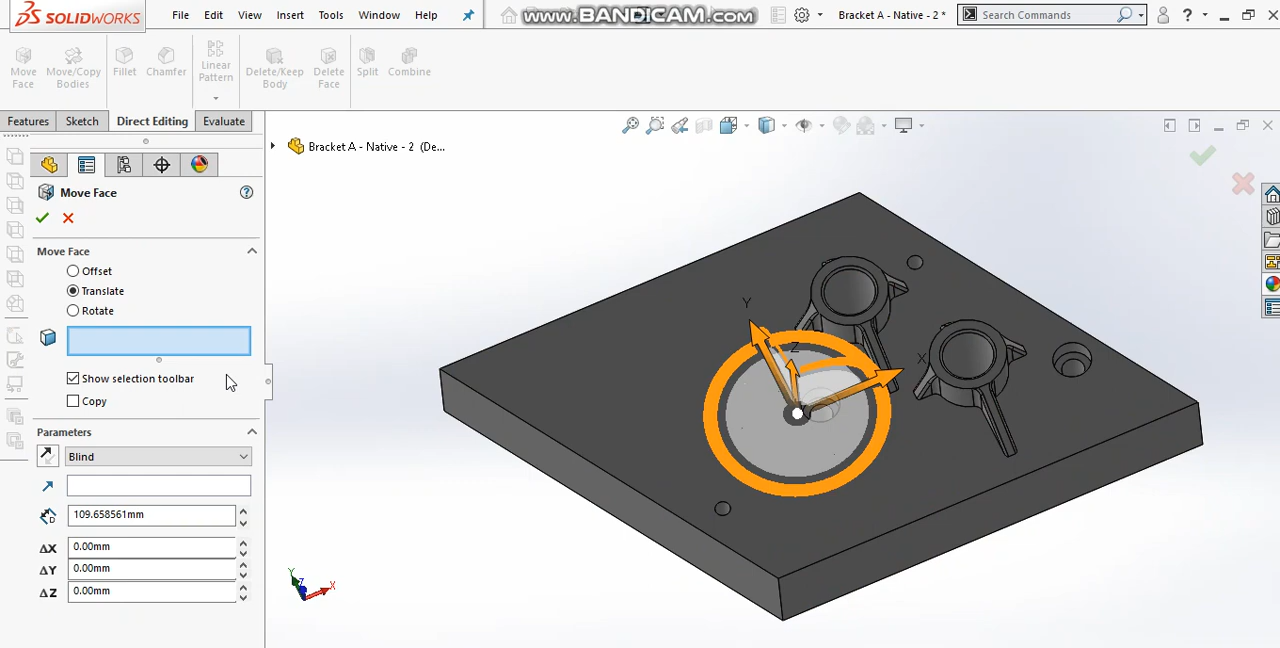 SOLIDWORKS File Edit View Insert Tools Window Help www.BANDICAM.com Bracket A - Native - 2 * Search Commands ?
Move Face Move/Copy Bodies Fillet Chamfer Linear Pattern Delete/Keep Body Delete Face Split Combine
Features Sketch Direct Editing Evaluate
Bracket A - Native - 2 (De...
Move Face ?
Move Face
Offset
Translate
Rotate
Show selection toolbar
Copy
Parameters
Blind
D 109.658561mm
ΔX 0.00mm
ΔY 0.00mm
ΔZ 0.00mm
Y
Z
X
Y
Z
X